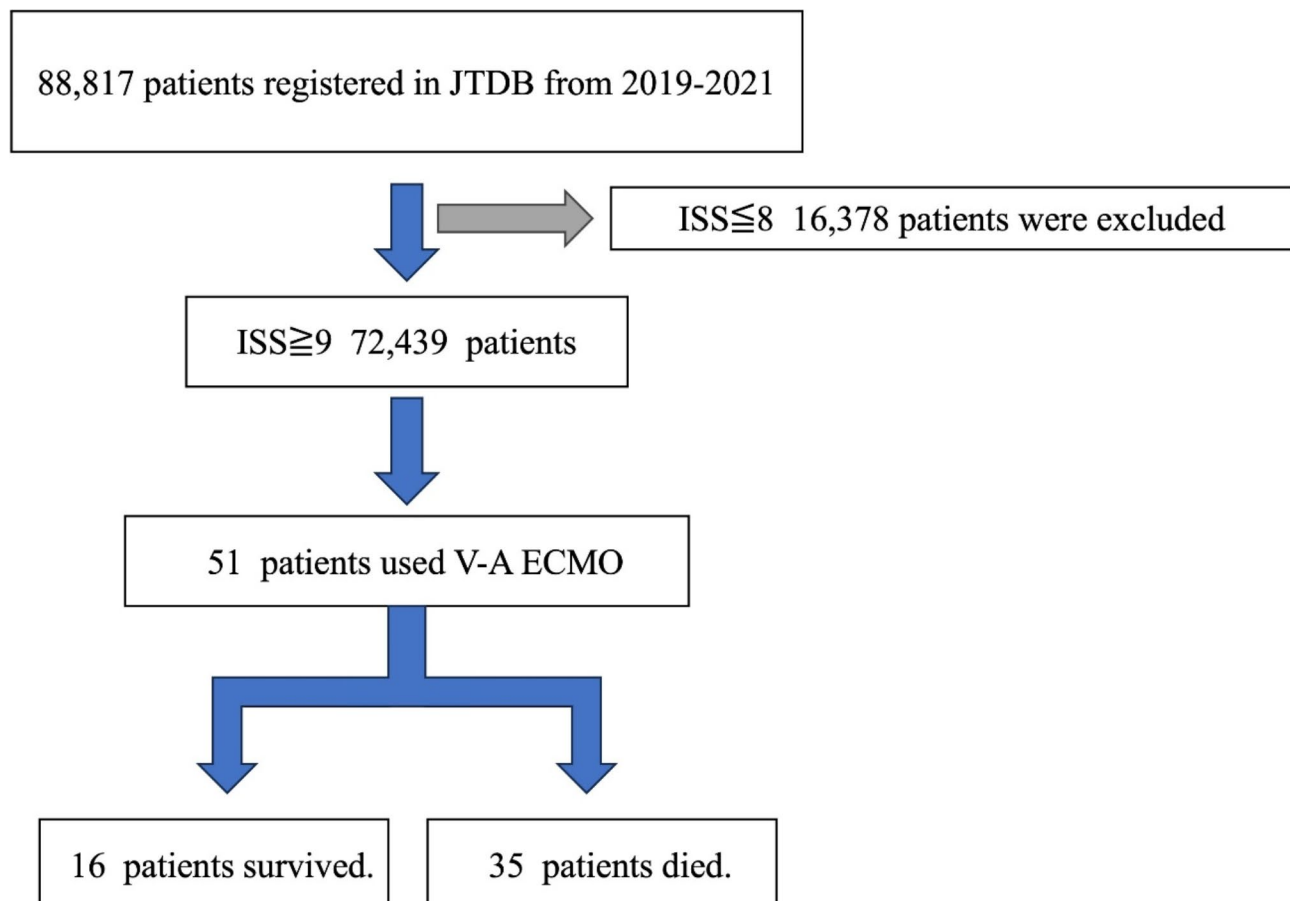 88,817 patients registered in JTDB from 2019-2021
ISS≦8  16,378 patients were excluded
ISS≧9  72,439  patients
51  patients used V-A ECMO
16  patients survived.
35  patients died.